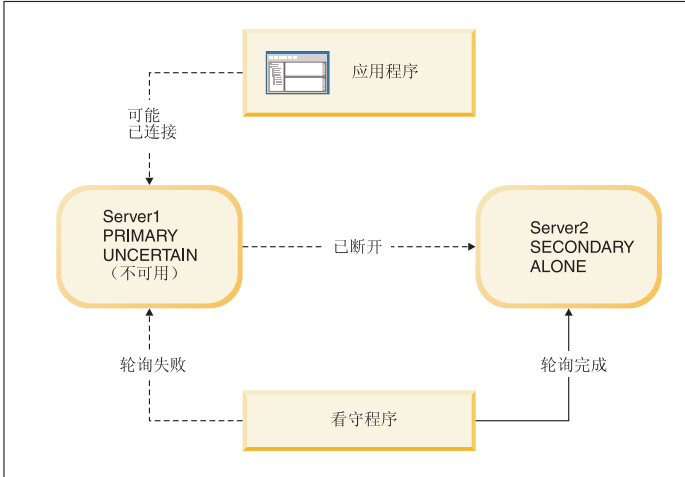 应用程序
可能
已连接
Server1
PRIMARY
UNCERTAIN
（不可用）
已断开
Server2
SECONDARY
ALONE
轮询失败
轮询完成
看守程序